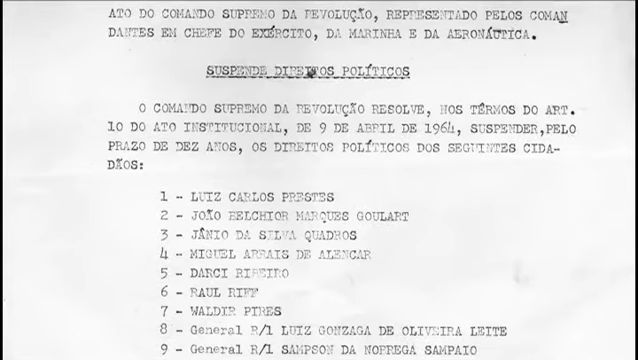 ATO DO COMANDO SUPREMO DA REVOLUÇÃO, REPRESENTADO PELOS COMAN
DANTES EM CHEFE DO EXÉRCITO, DA MARINHA E DA AERONÁUTICA.
SUSPENDE DIREITOS POLÍTICOS
O COMANDO SUPREMO DA REVOLUÇÃO RESOLVE, NOS TÊRMOS DO ART.
10 DO ATO INSTITUCIONAL, DE 9 DE ABRIL DE 1964, SUSPENDER,PELO
PRAZO DE DEZ ANOS, OS DIREITOS POLÍTICOS DOS SEGUINTES CIDA-
DÃOS:
1 - LUIZ CARLOS PRESTES
2 - JOÃO BELCHIOR MARQUES GOULART
3 - JÂNIO DA SILVA QUADROS
4 - MIGUEL ARRAIS DE ALENCAR
5 - DARCI RIBEIRO
6 - RAUL RIFF
7 - WALDIR PIRES
8 - General R/1 LUIZ GONZAGA DE OLIVEIRA LEITE
9 - General R/1 SAMPSON DA NOBREGA SAMPAIO